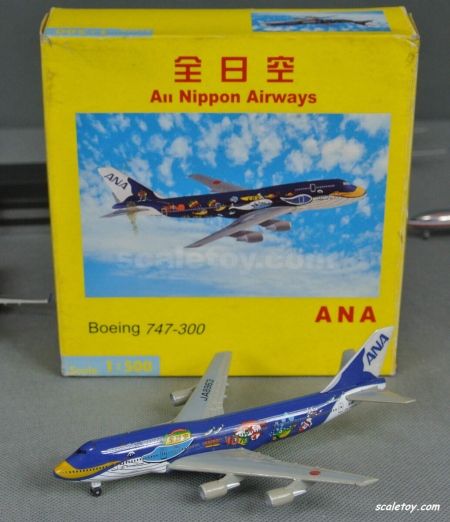 全日空
All Nippon Airways
ANA
scaletoy.com
Boeing 747-300
ANA
Scale 1:500
ANA
JA8963
scaletoy.com